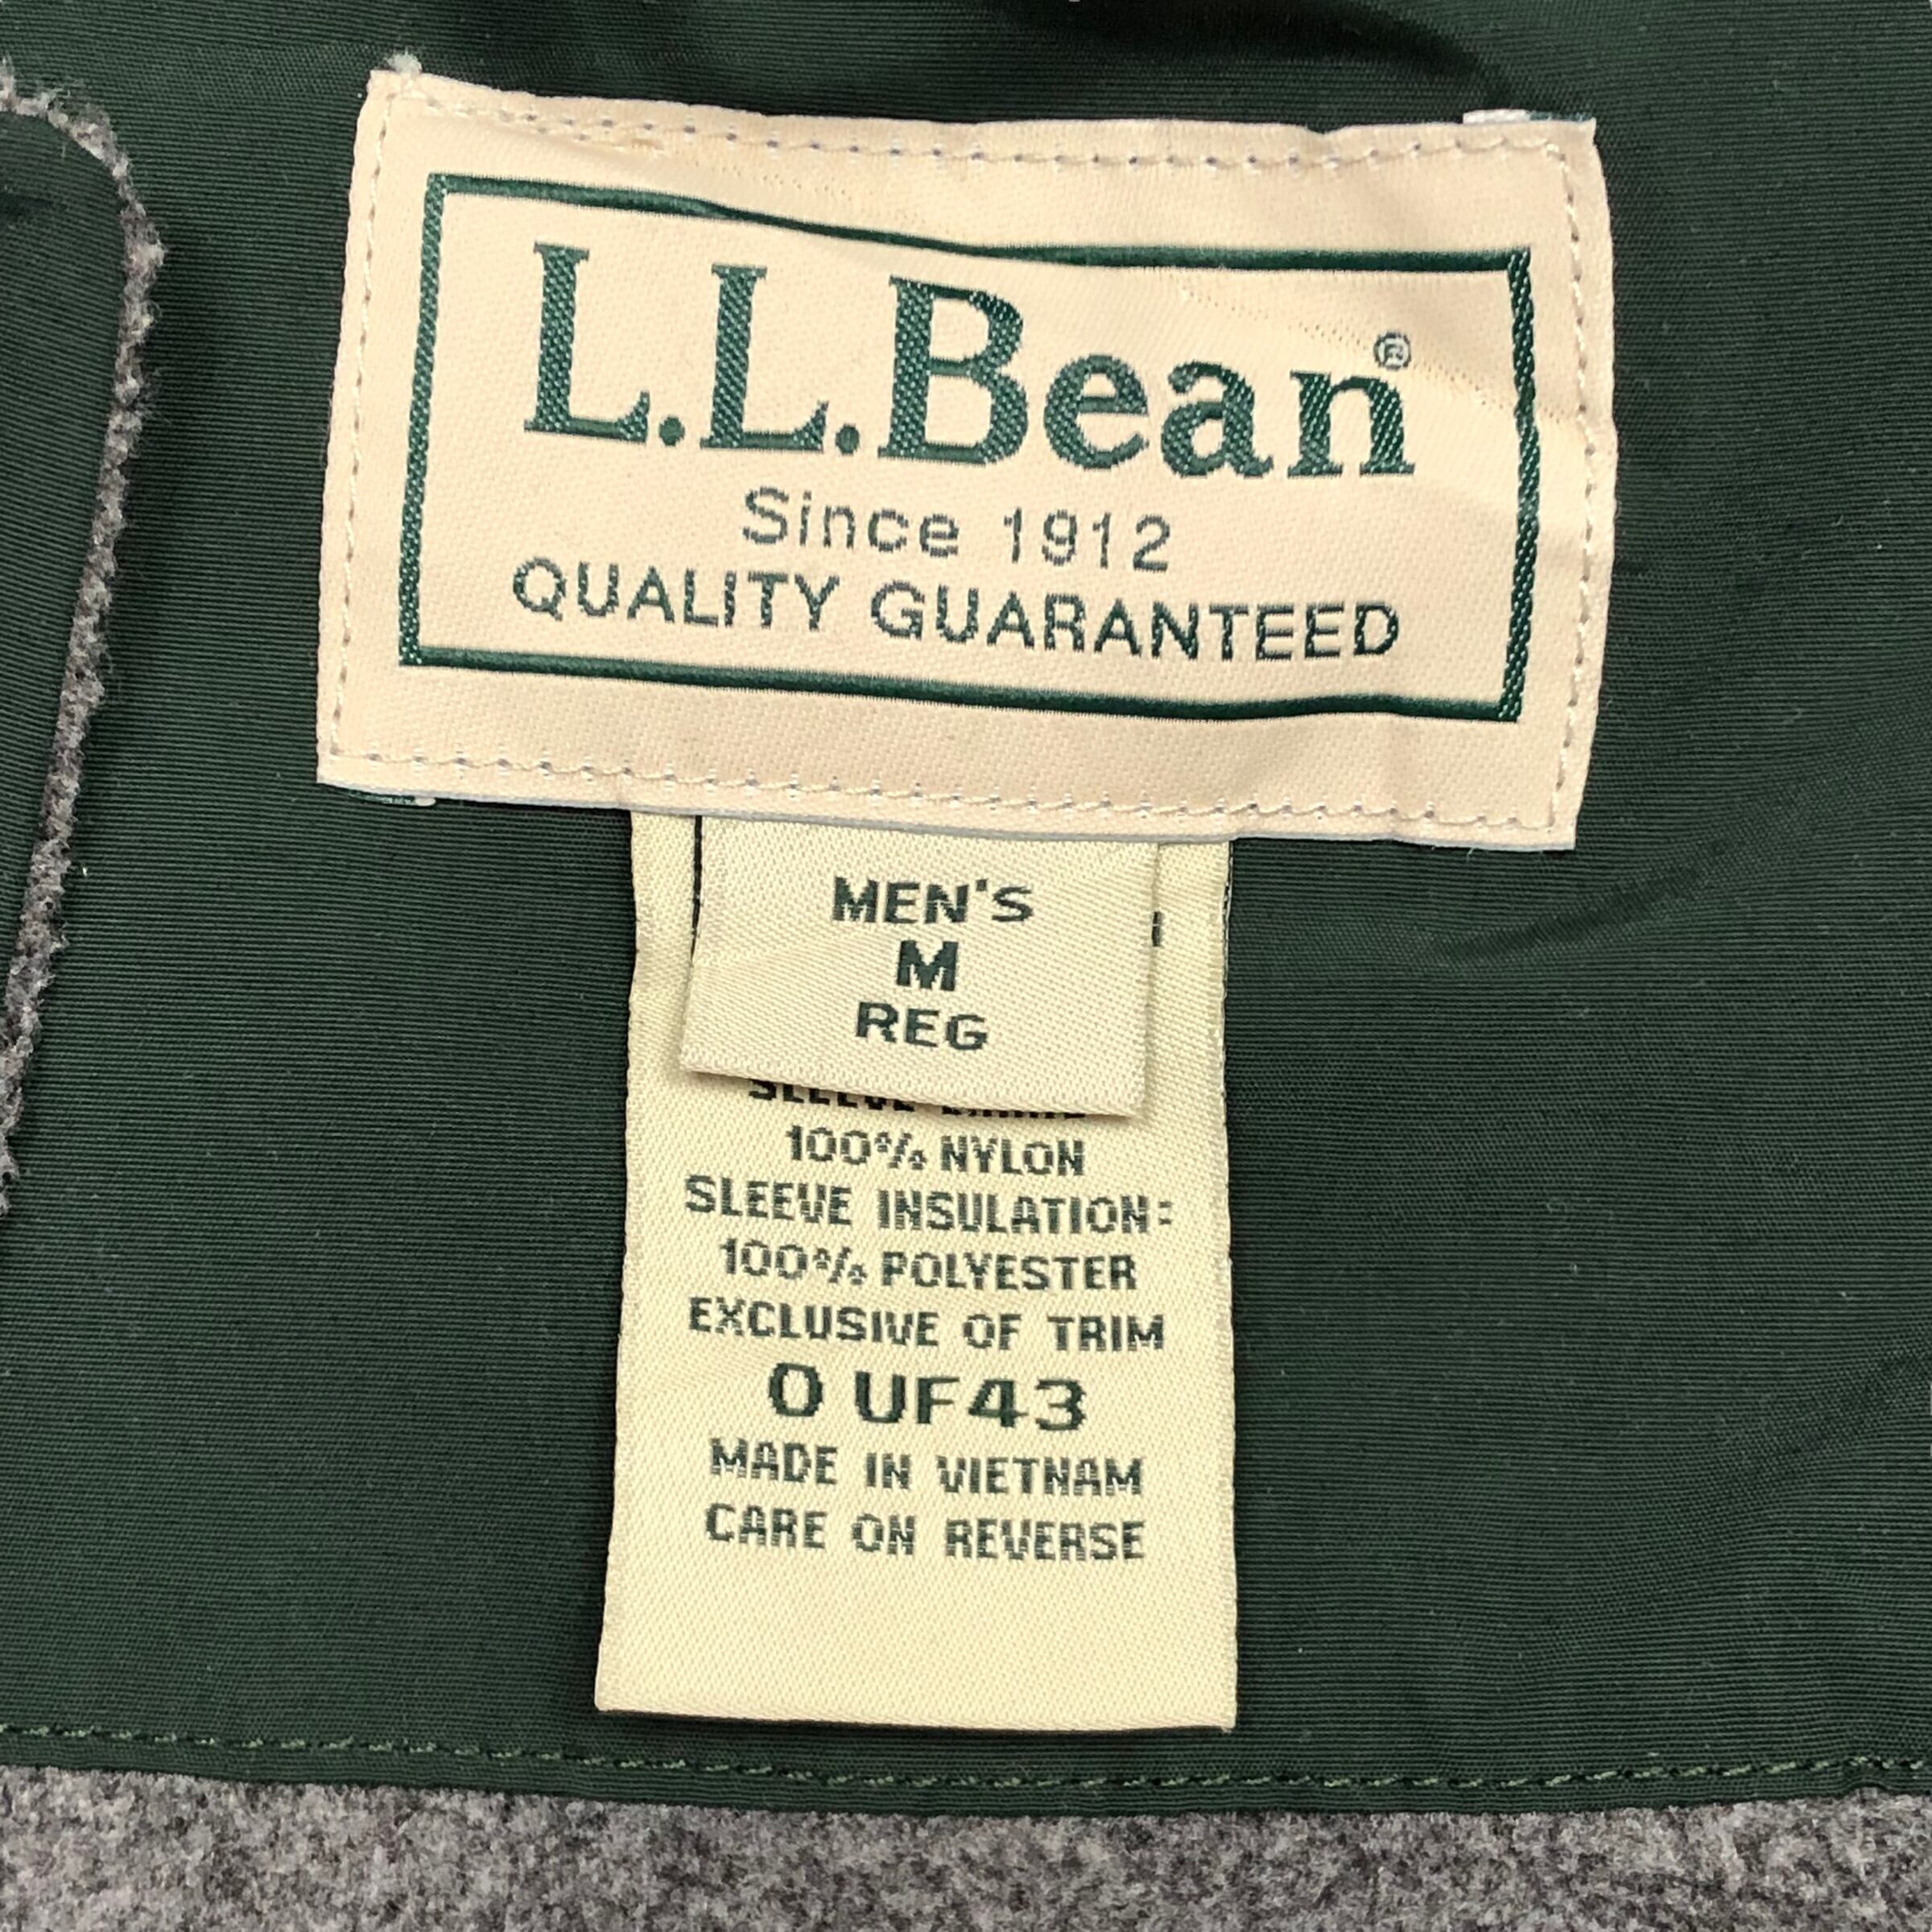 L.L.Bean®
Since 1912
QUALITY GUARANTEED
MEN'S
M
REG
SLEEVE
100% NYLON
SLEEVE INSULATION:
100% POLYESTER
EXCLUSIVE OF TRIM
0 UF43
MADE IN VIETNAM
CARE ON REVERSE